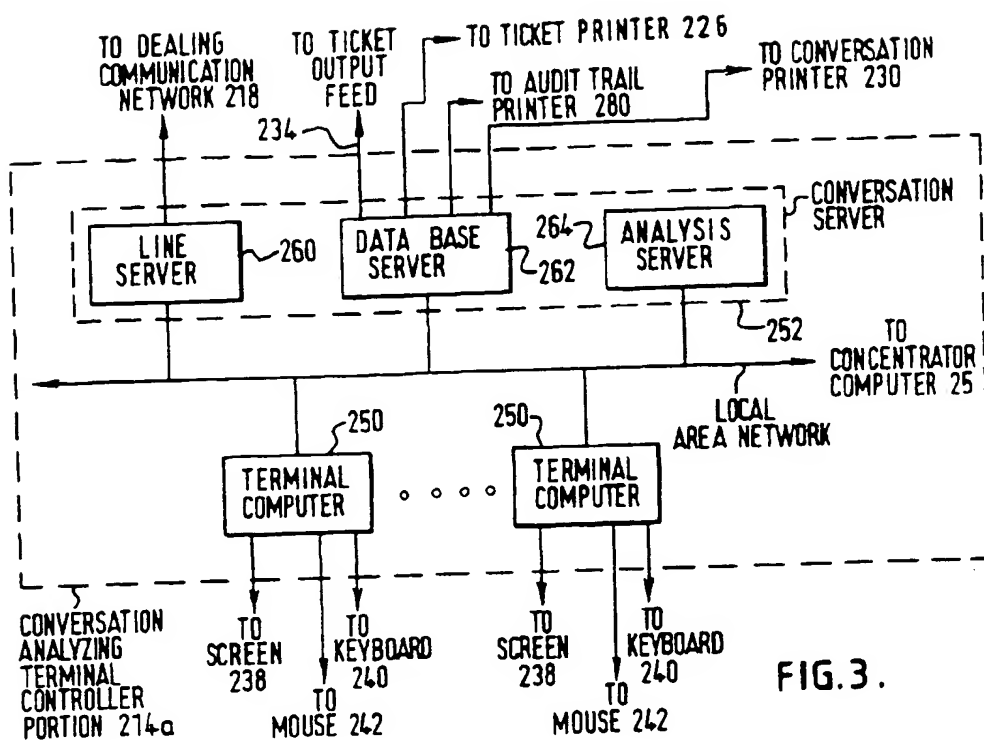 TO DEALING
COMMUNICATION
NETWORK 218
TO TICKET
OUTPUT
FEED
TO TICKET PRINTER 226
TO AUDIT TRAIL
PRINTER 280
TO CONVERSATION
PRINTER 230
234
CONVERSATION
SERVER
LINE
SERVER
260
DATA BASE
SERVER
262
264
ANALYSIS
SERVER
252
TO
CONCENTRATOR
COMPUTER 25
LOCAL
AREA NETWORK
250
TERMINAL
COMPUTER
250
TERMINAL
COMPUTER
CONVERSATION
ANALYZING
TERMINAL
CONTROLLER
PORTION 214a
TO
SCREEN
238
TO
MOUSE 242
TO
KEYBOARD
240
TO
SCREEN
238
TO
MOUSE 242
TO
KEYBOARD
240
FIG.3.